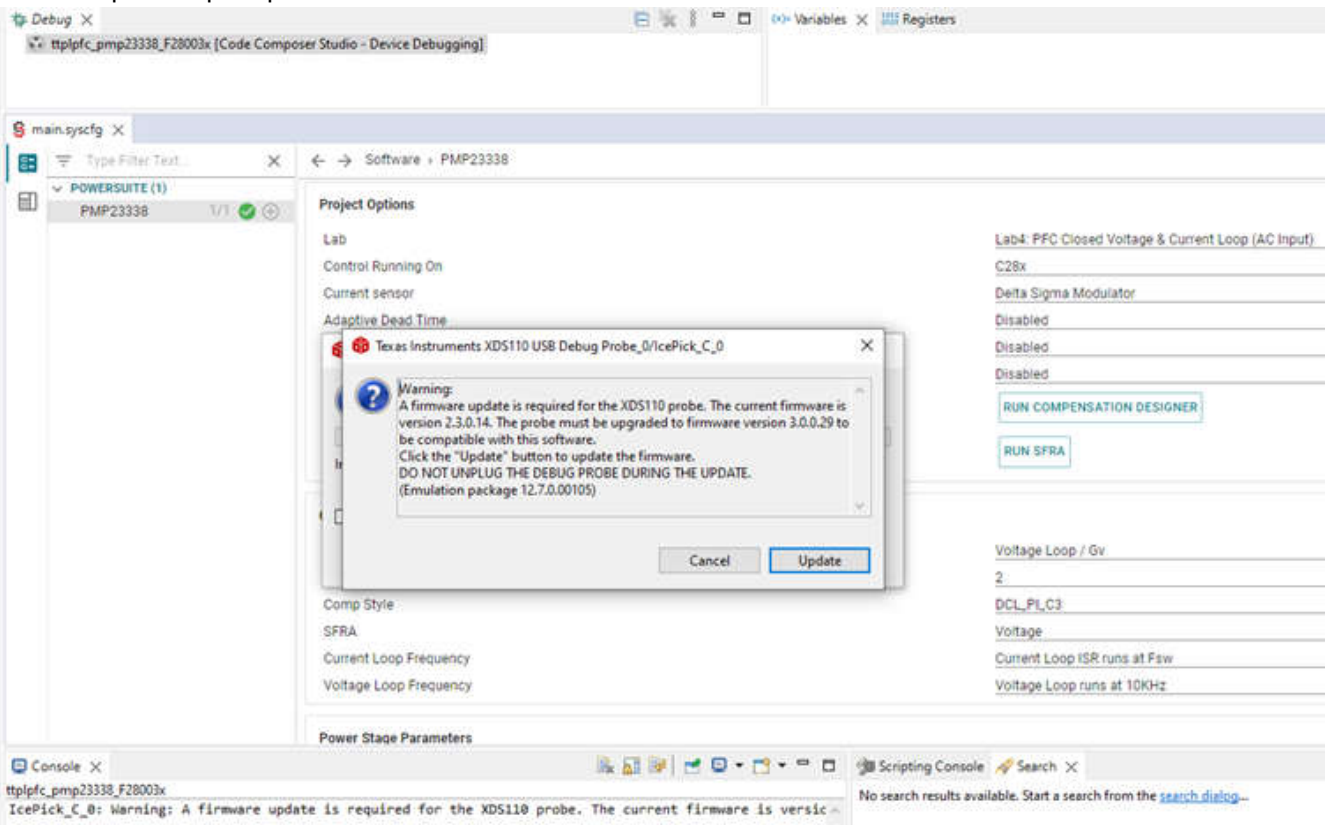 Debug
Variables
Registers
ttplpfc_pmp23338_F28003x [Code Composer Studio - Device Debugging]
main.syscfg
Type Filter Text...
Software › PMP23338
POWERSUITE (1)
PMP23338 1/1
Project Options
Lab
Lab4: PFC Closed Voltage & Current Loop (AC Input)
Control Running On
C28x
Current sensor
Delta Sigma Modulator
Adaptive Dead Time
Disabled
Disabled
Disabled
RUN COMPENSATION DESIGNER
RUN SFRA
Texas Instruments XDS110 USB Debug Probe_0/IcePick_C_0
Warning:
A firmware update is required for the XDS110 probe. The current firmware is
version 2.3.0.14. The probe must be upgraded to firmware version 3.0.0.29 to
be compatible with this software.
Click the "Update" button to update the firmware.
DO NOT UNPLUG THE DEBUG PROBE DURING THE UPDATE.
(Emulation package 12.7.0.00105)
Cancel
Update
Voltage Loop / Gv
2
Comp Style
DCL_PI_C3
SFRA
Voltage
Current Loop Frequency
Current Loop ISR runs at Fsw
Voltage Loop Frequency
Voltage Loop runs at 10KHz
Power Stage Parameters
Console
Scripting Console
Search
ttplpfc_pmp23338_F28003x
IcePick_C_0: Warning: A firmware update is required for the XDS110 probe. The current firmware is versic
No search results available. Start a search from the search dialog...